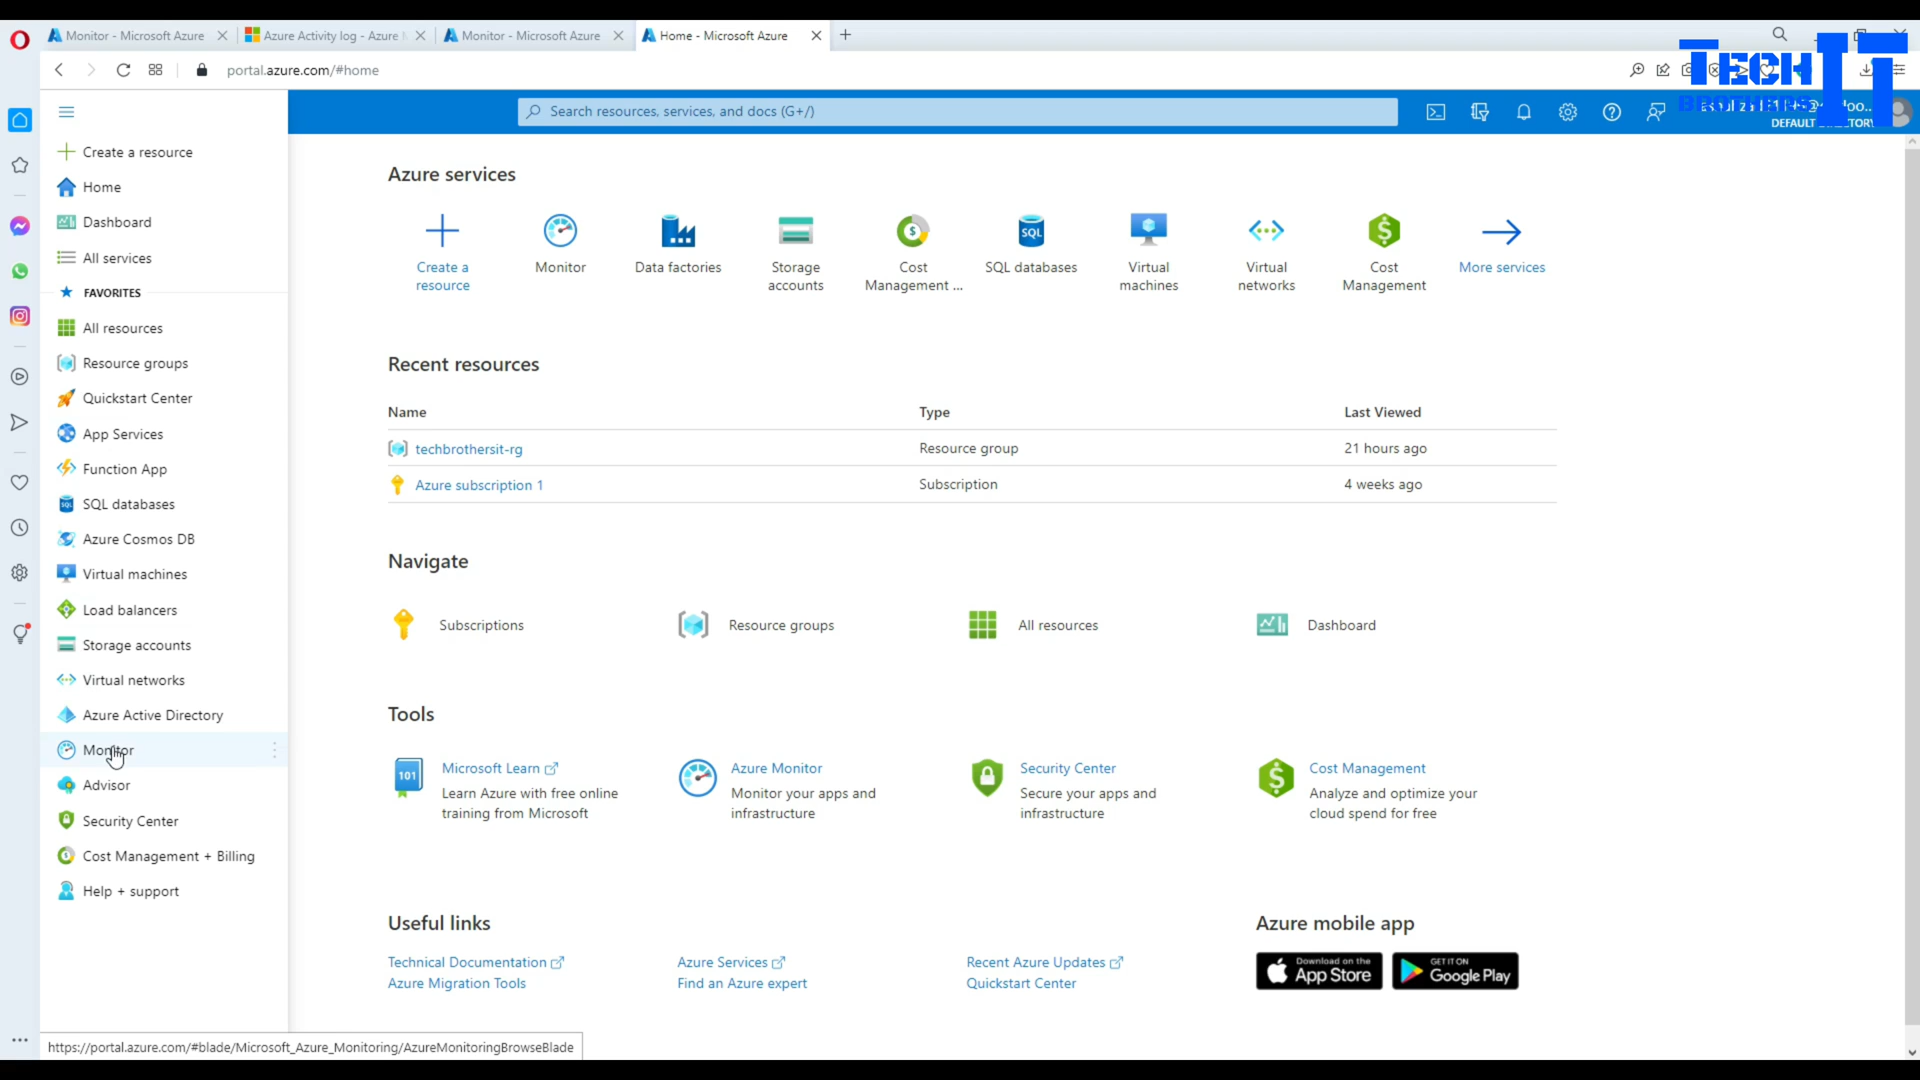 Monitor - Microsoft Azure
Azure Activity log - Azure
Monitor - Microsoft Azure
Home - Microsoft Azure
portal.azure.com/#home
TECH IT
BROTHERS
Search resources, services, and docs (G+/)
DEFAULT DIRECTORY
Create a resource
Home
Dashboard
All services
FAVORITES
All resources
Resource groups
Quickstart Center
App Services
Function App
SQL databases
Azure Cosmos DB
Virtual machines
Load balancers
Storage accounts
Virtual networks
Azure Active Directory
Monitor
Advisor
Security Center
Cost Management + Billing
Help + support
Azure services
Create a resource
Monitor
Data factories
Storage accounts
Cost Management ...
SQL
SQL databases
Virtual machines
Virtual networks
Cost Management
More services
Recent resources
Name Type Last Viewed
techbrothersit-rg Resource group 21 hours ago
Azure subscription 1 Subscription 4 weeks ago
Navigate
Subscriptions Resource groups All resources Dashboard
Tools
101
Microsoft Learn
Learn Azure with free online
training from Microsoft
Azure Monitor
Monitor your apps and
infrastructure
Security Center
Secure your apps and
infrastructure
Cost Management
Analyze and optimize your
cloud spend for free
Useful links
Technical Documentation
Azure Migration Tools
Azure Services
Find an Azure expert
Recent Azure Updates
Quickstart Center
Azure mobile app
Download on the
App Store
GET IT ON
Google Play
https://portal.azure.com/#blade/Microsoft_Azure_Monitoring/AzureMonitoringBrowseBlade